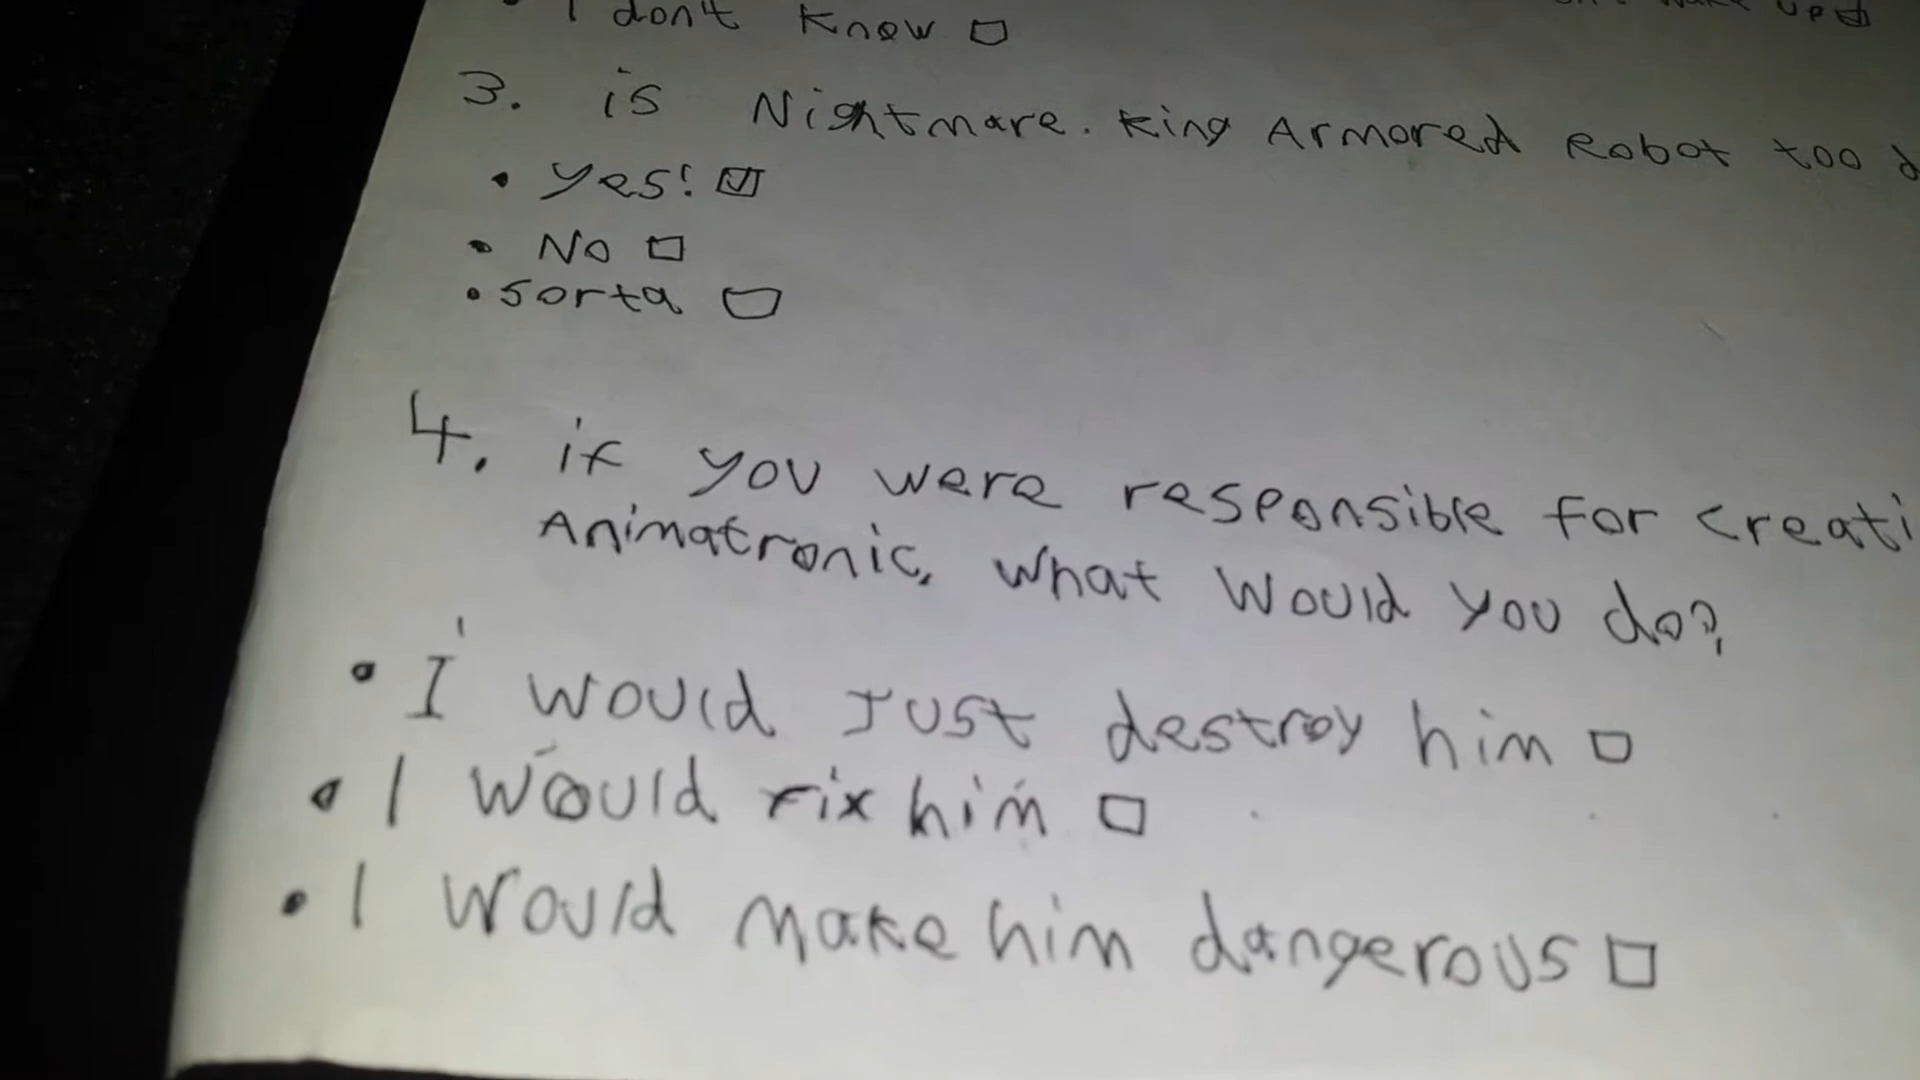 • I don't know □
up
3. is Nightmare. King Armored Robot too d
• yes! ☑
• No □
• Sorta □
4. if you were responsible for creati
Animatronic, what would you do?
• I would Just destroy him □
• I would fix him □
• I would make him dangerous □